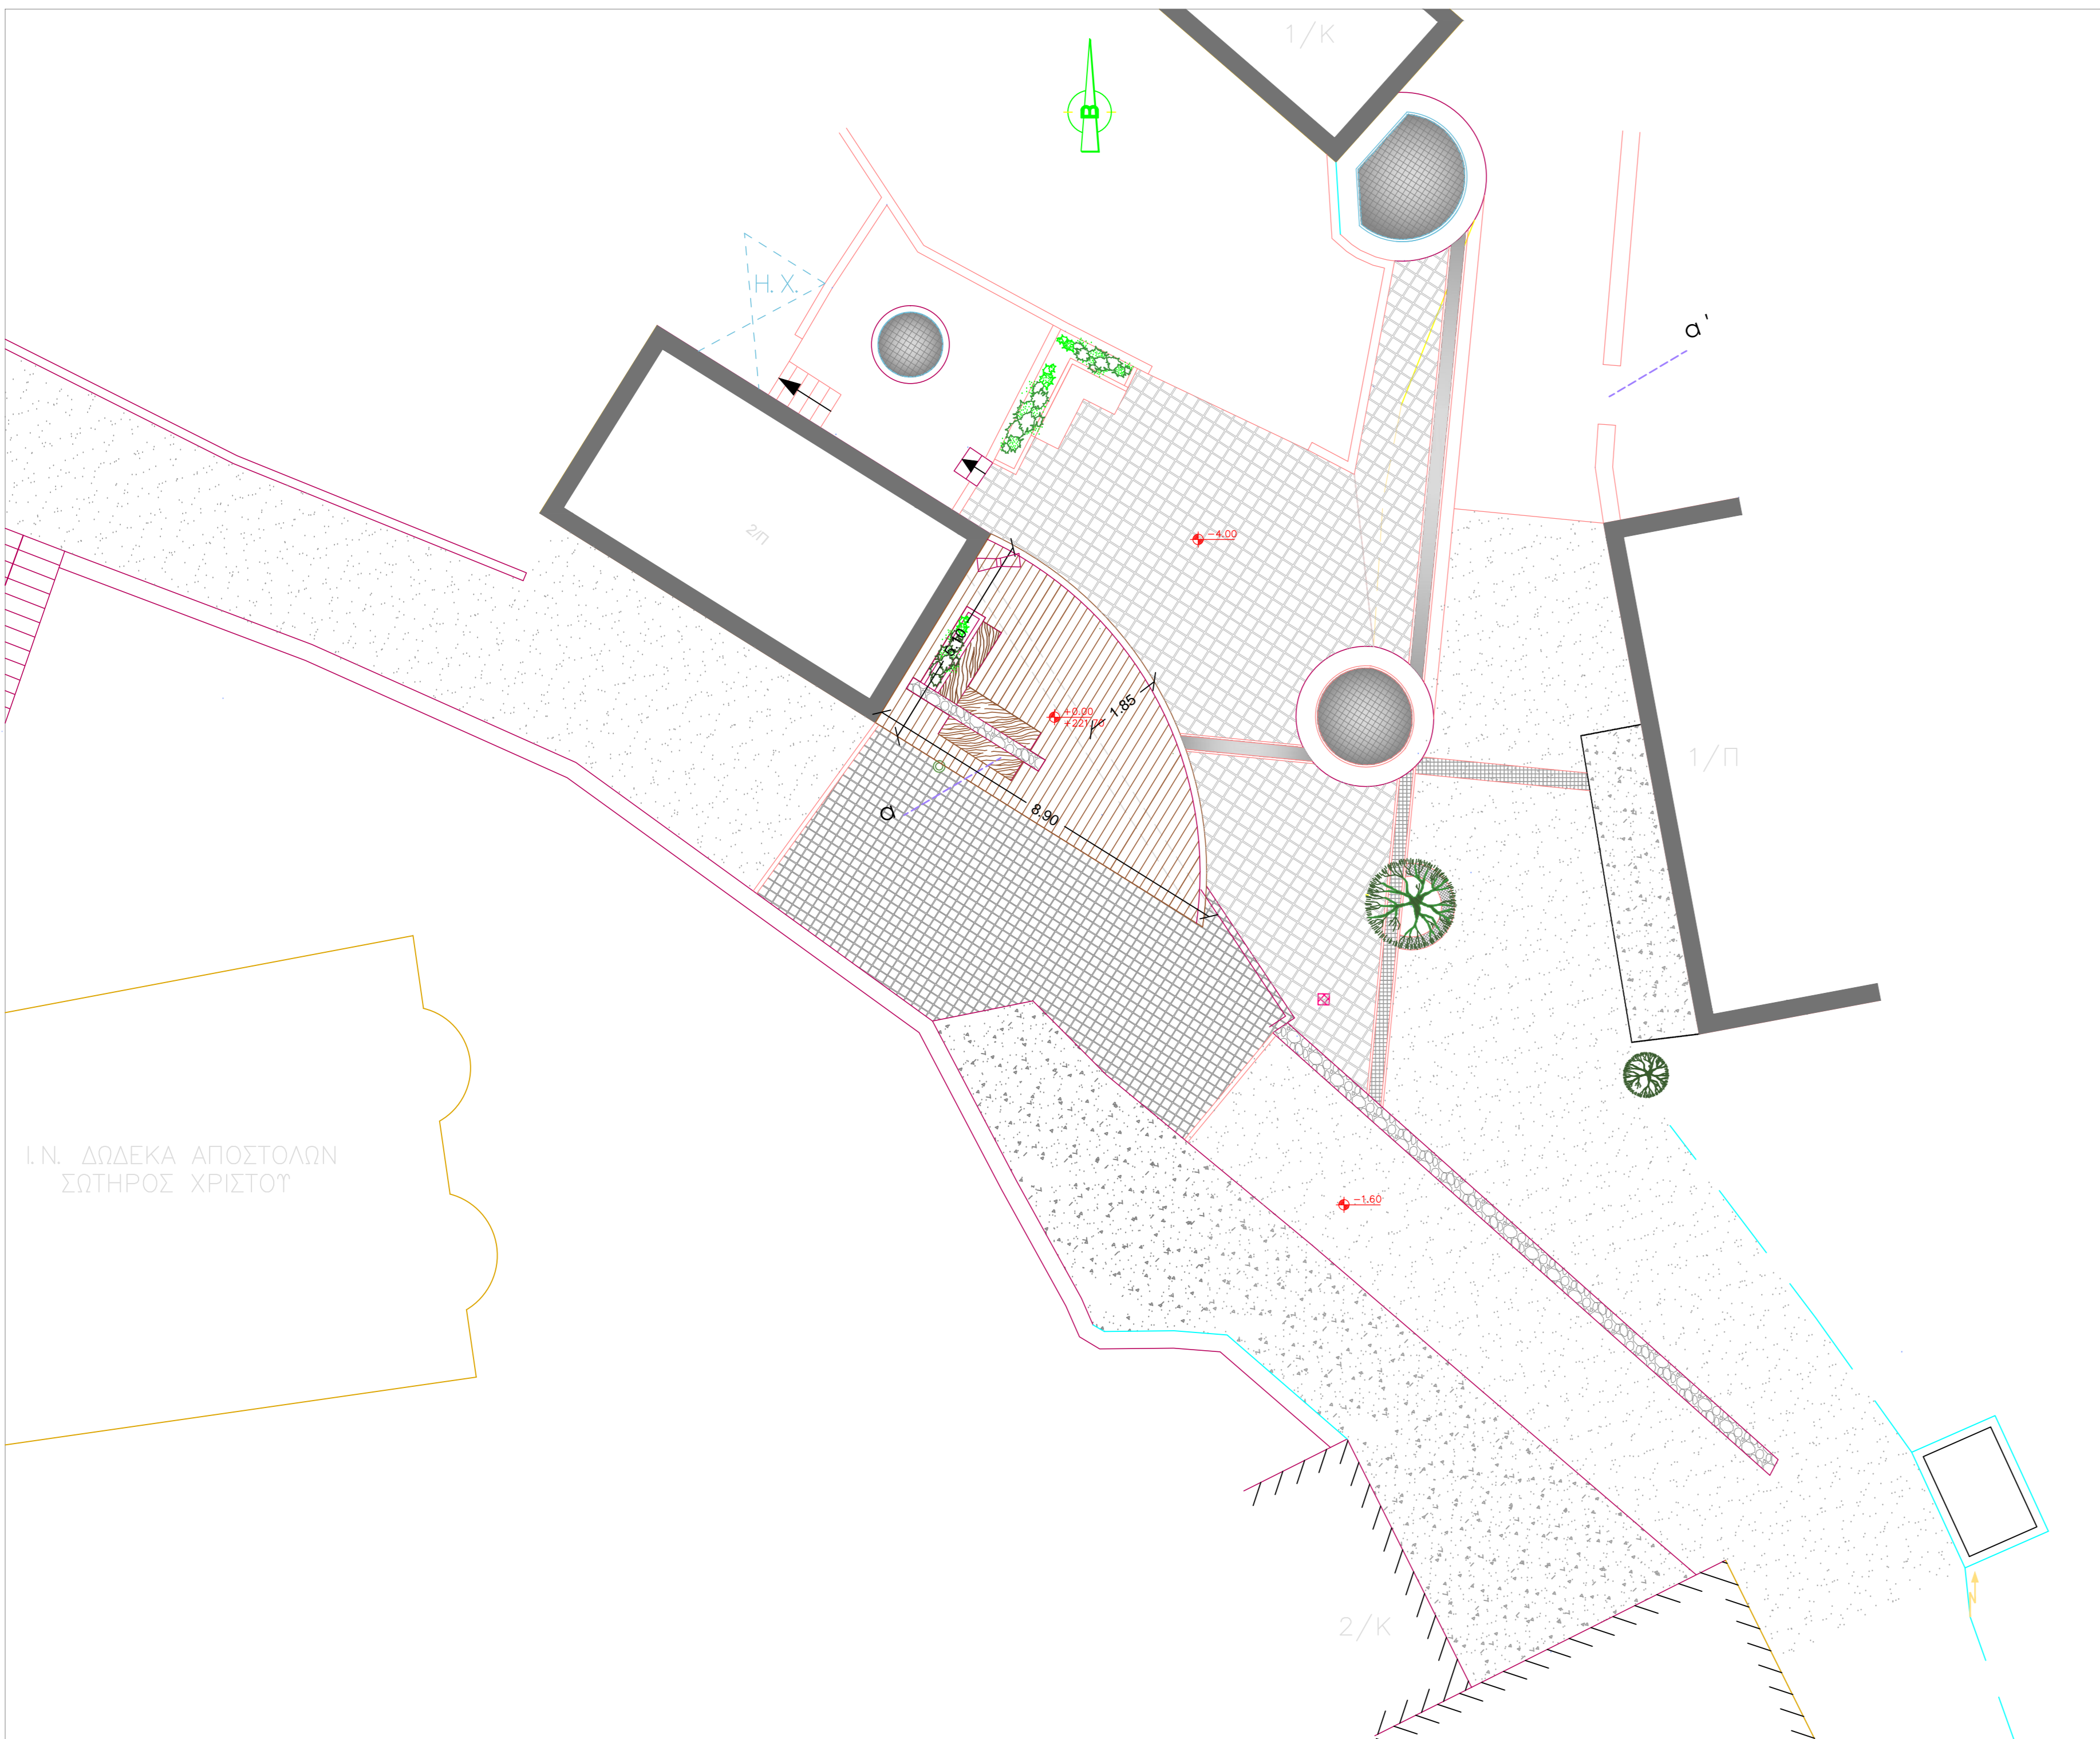 1/K
B
α'
H.X.
2/Π
-4.00
5.10
+0.00
1.85
1/Π
α
8.90
Ι.Ν. ΔΩΔΕΚΑ ΑΠΟΣΤΟΛΩΝ
ΣΩΤΗΡΟΣ ΧΡΙΣΤΟΥ
-1.60
2/K